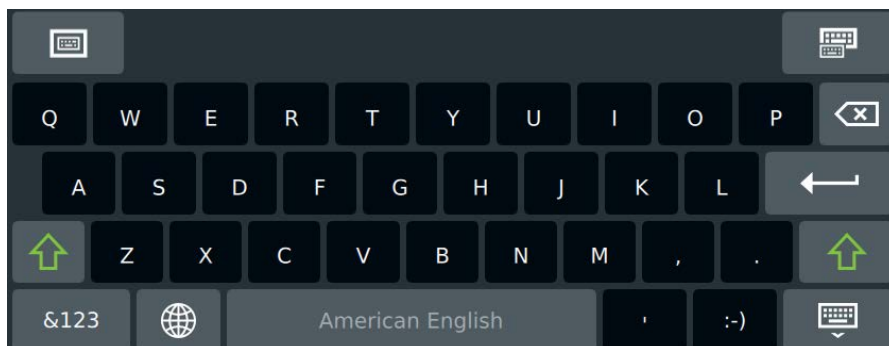 Q W E R T Y U I O P
A S D F G H J K L
Z X C V B N M , .
&123 American English ' :-)